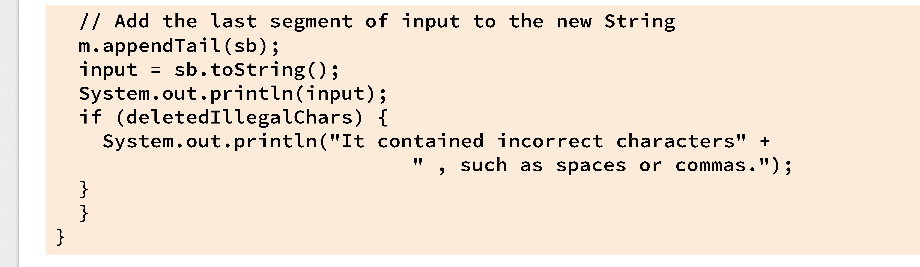 // Add the last segment of input to the new String
m.appendTail(sb);
input = sb.toString();
System.out.println(input);
if (deletedIllegalChars) {
System.out.println("It contained incorrect characters" +
" , such as spaces or commas.");
}
}
}